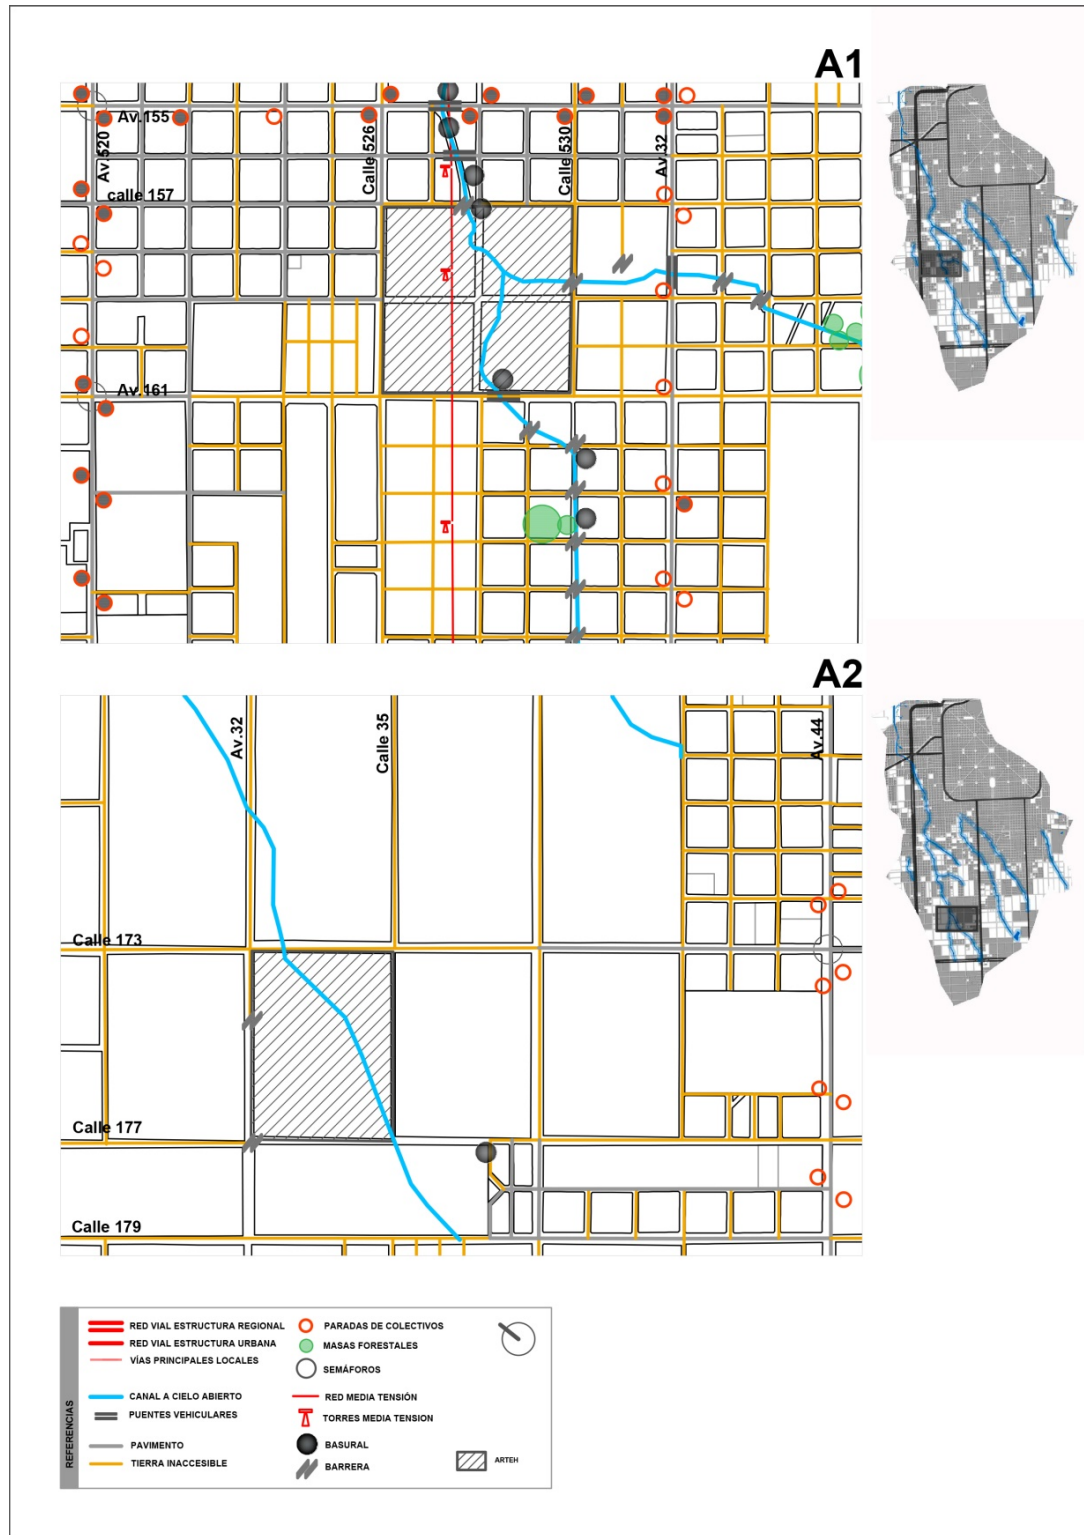 A1
Av.155
Av.520
Calle 526
Calle 530
Av.32
calle 157
Av.161
A2
Av.32
Calle 35
Av.44
Calle 173
Calle 177
Calle 179
REFERENCIAS
RED VIAL ESTRUCTURA REGIONAL
RED VIAL ESTRUCTURA URBANA
VÍAS PRINCIPALES LOCALES
CANAL A CIELO ABIERTO
PUENTES VEHICULARES
PAVIMENTO
TIERRA INACCESIBLE
PARADAS DE COLECTIVOS
MASAS FORESTALES
SEMÁFOROS
RED MEDIA TENSIÓN
TORRES MEDIA TENSION
BASURAL
BARRERA
ARTEH